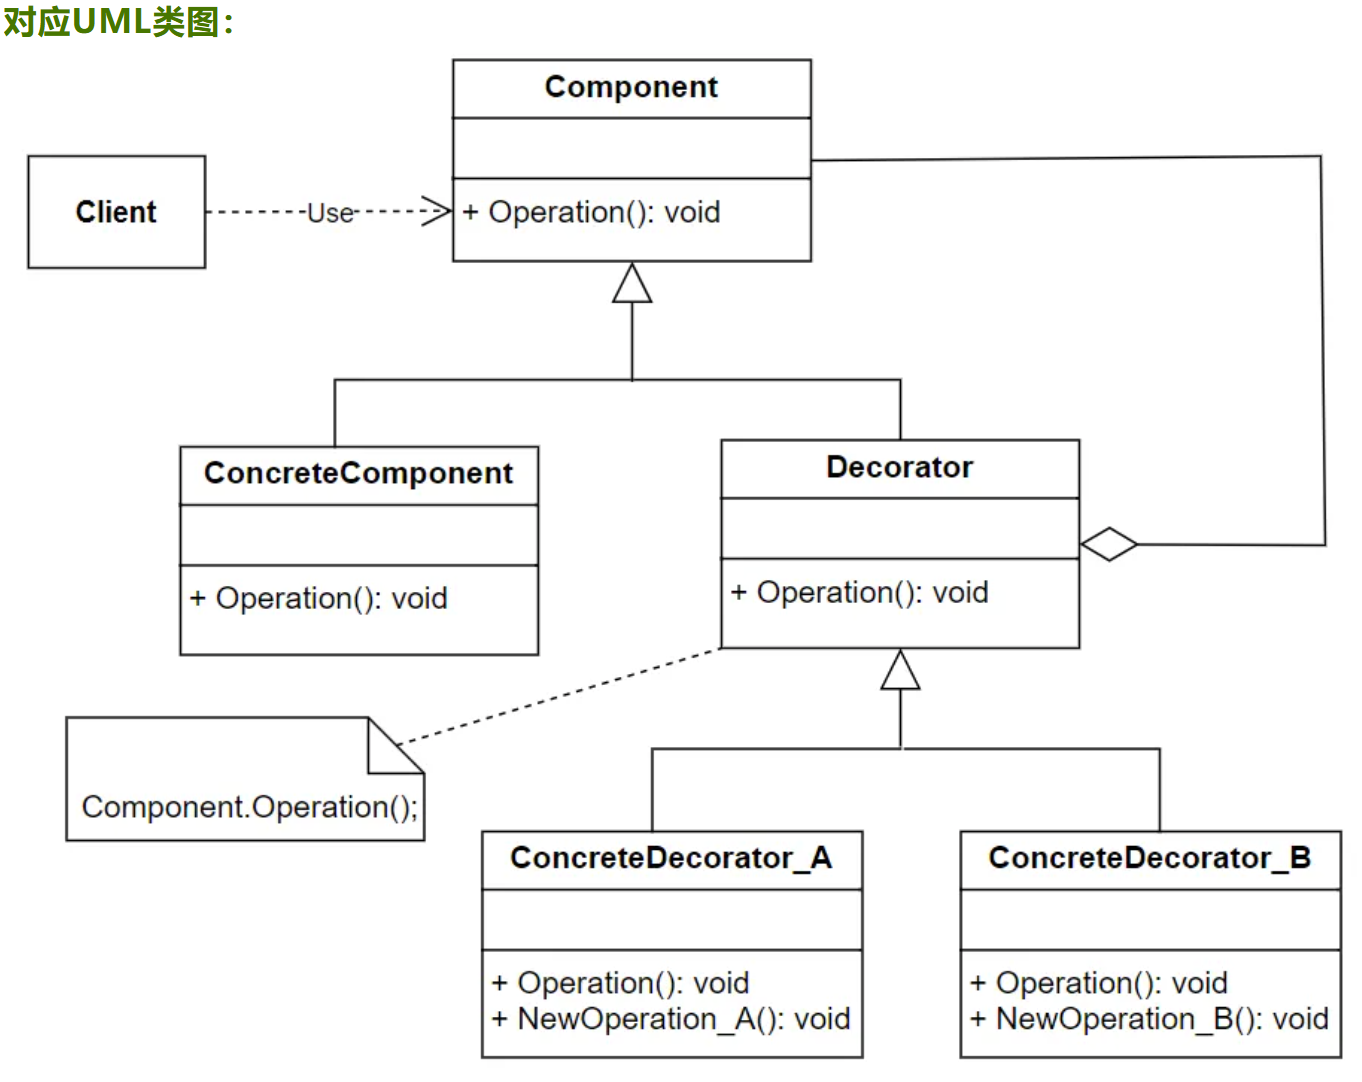 对应UML类图：
Component
+ Operation(): void
Client
Use
ConcreteComponent
+ Operation(): void
Decorator
+ Operation(): void
Component.Operation();
ConcreteDecorator_A
+ Operation(): void
+ NewOperation_A(): void
ConcreteDecorator_B
+ Operation(): void
+ NewOperation_B(): void